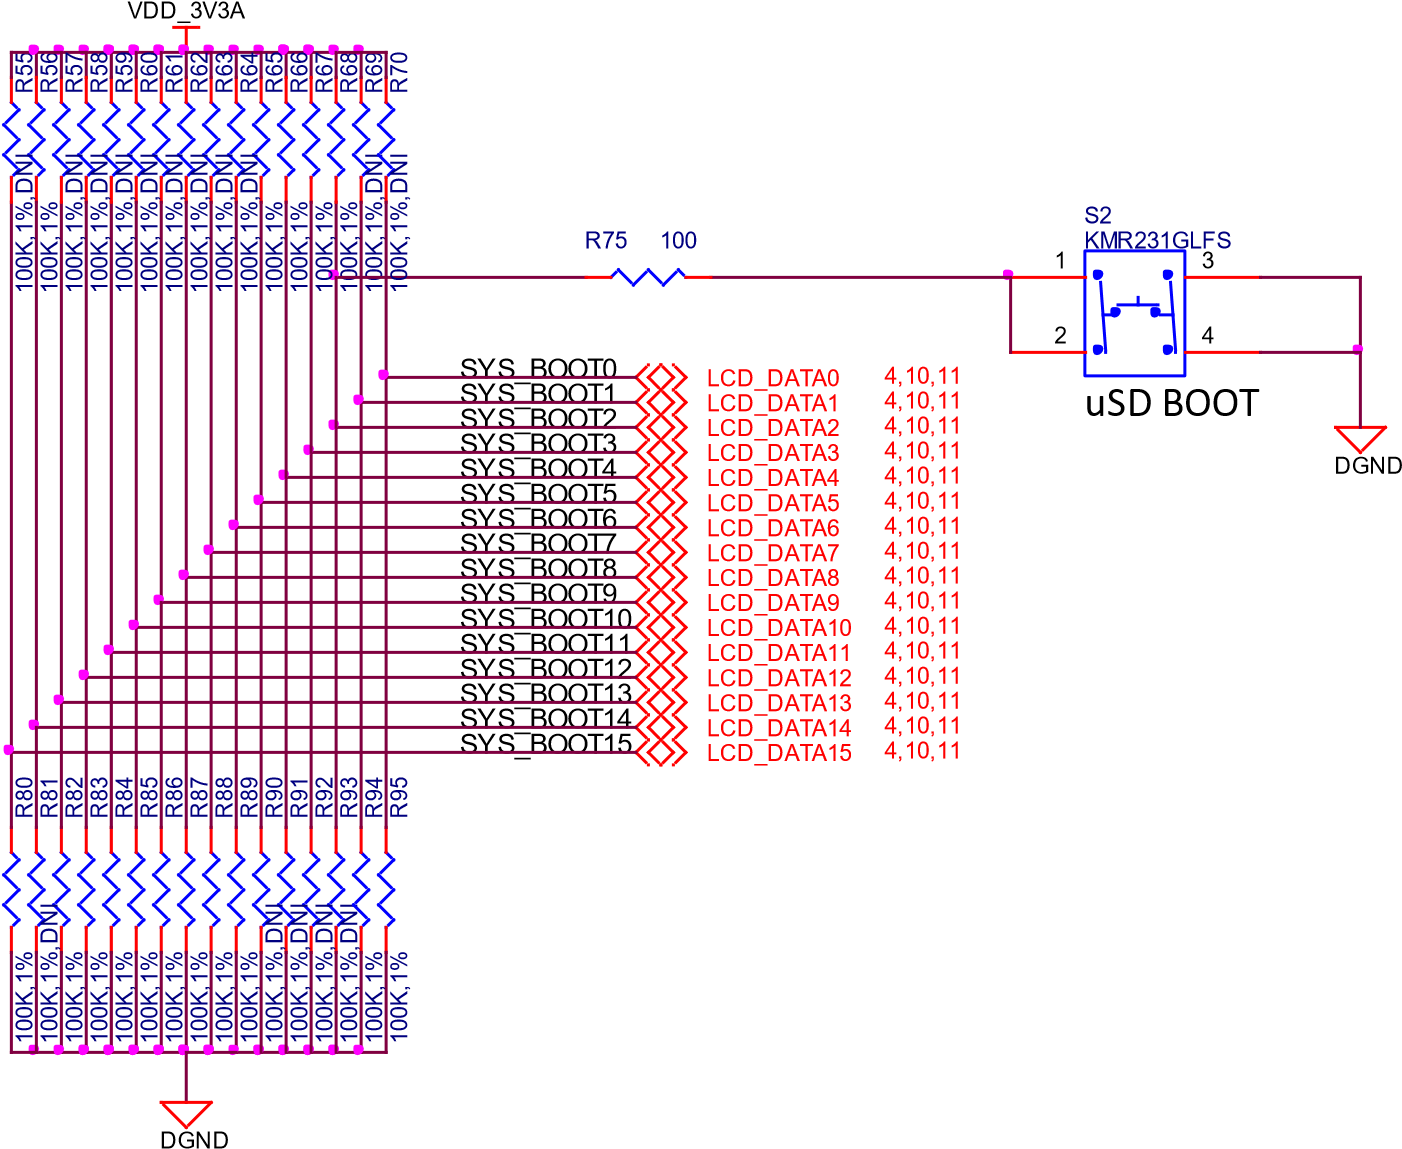 VDD_3V3A
R55
R56
R57
R58
R59
R60
R61
R62
R63
R64
R65
R66
R67
R68
R69
R70
100K,1%,DNI
100K,1%
100K,1%,DNI
100K,1%,DNI
100K,1%,DNI
100K,1%,DNI
100K,1%,DNI
100K,1%,DNI
100K,1%,DNI
100K,1%,DNI
100K,1%
100K,1%
100K,1%
100K,1%
100K,1%,DNI
100K,1%,DNI
R75 100
S2
KMR231GLFS
1 3
2 4
uSD BOOT
DGND
SYS_BOOT0 LCD_DATA0 4,10,11
SYS_BOOT1 LCD_DATA1 4,10,11
SYS_BOOT2 LCD_DATA2 4,10,11
SYS_BOOT3 LCD_DATA3 4,10,11
SYS_BOOT4 LCD_DATA4 4,10,11
SYS_BOOT5 LCD_DATA5 4,10,11
SYS_BOOT6 LCD_DATA6 4,10,11
SYS_BOOT7 LCD_DATA7 4,10,11
SYS_BOOT8 LCD_DATA8 4,10,11
SYS_BOOT9 LCD_DATA9 4,10,11
SYS_BOOT10 LCD_DATA10 4,10,11
SYS_BOOT11 LCD_DATA11 4,10,11
SYS_BOOT12 LCD_DATA12 4,10,11
SYS_BOOT13 LCD_DATA13 4,10,11
SYS_BOOT14 LCD_DATA14 4,10,11
SYS_BOOT15 LCD_DATA15 4,10,11
R80
R81
R82
R83
R84
R85
R86
R87
R88
R89
R90
R91
R92
R93
R94
R95
100K,1%
100K,1%,DNI
100K,1%
100K,1%
100K,1%
100K,1%
100K,1%
100K,1%
100K,1%
100K,1%
100K,1%,DNI
100K,1%,DNI
100K,1%,DNI
100K,1%,DNI
100K,1%
100K,1%
DGND